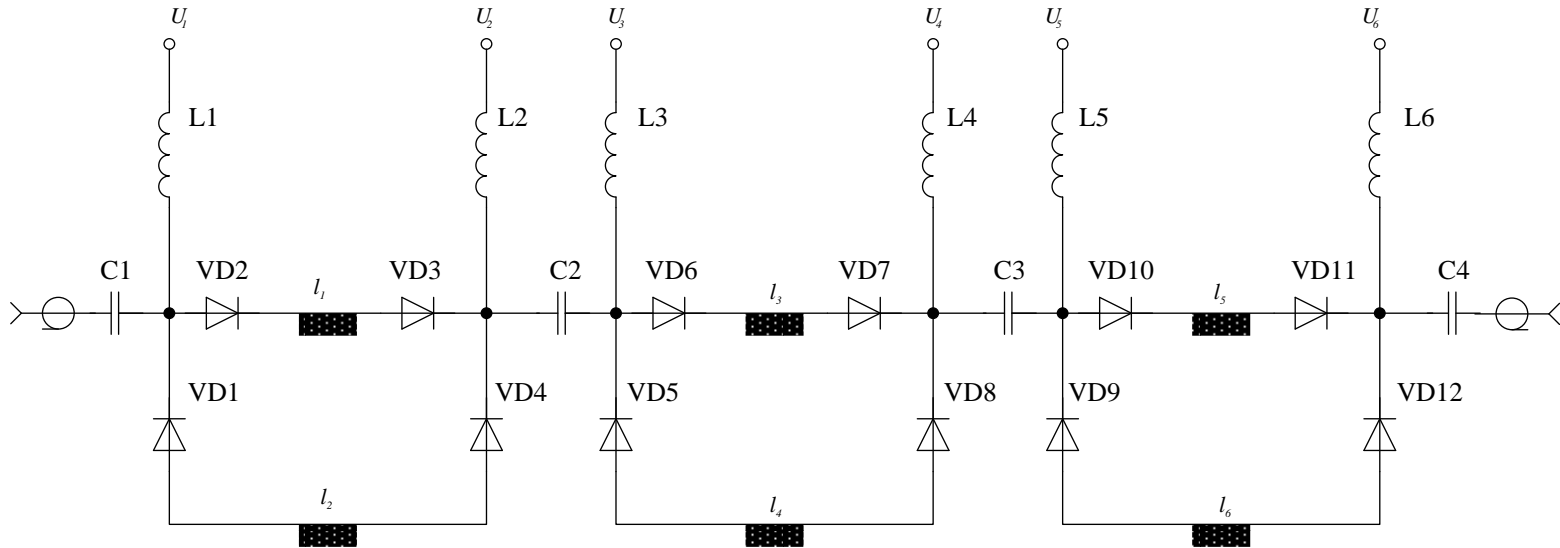 U₁ U₂ U₃ U₄ U₅ U₆
L1 L2 L3 L4 L5 L6
C1 VD2 l₁ VD3 C2 VD6 l₃ VD7 C3 VD10 l₅ VD11 C4
VD1 VD4 VD5 VD8 VD9 VD12
l₂ l₄ l₆